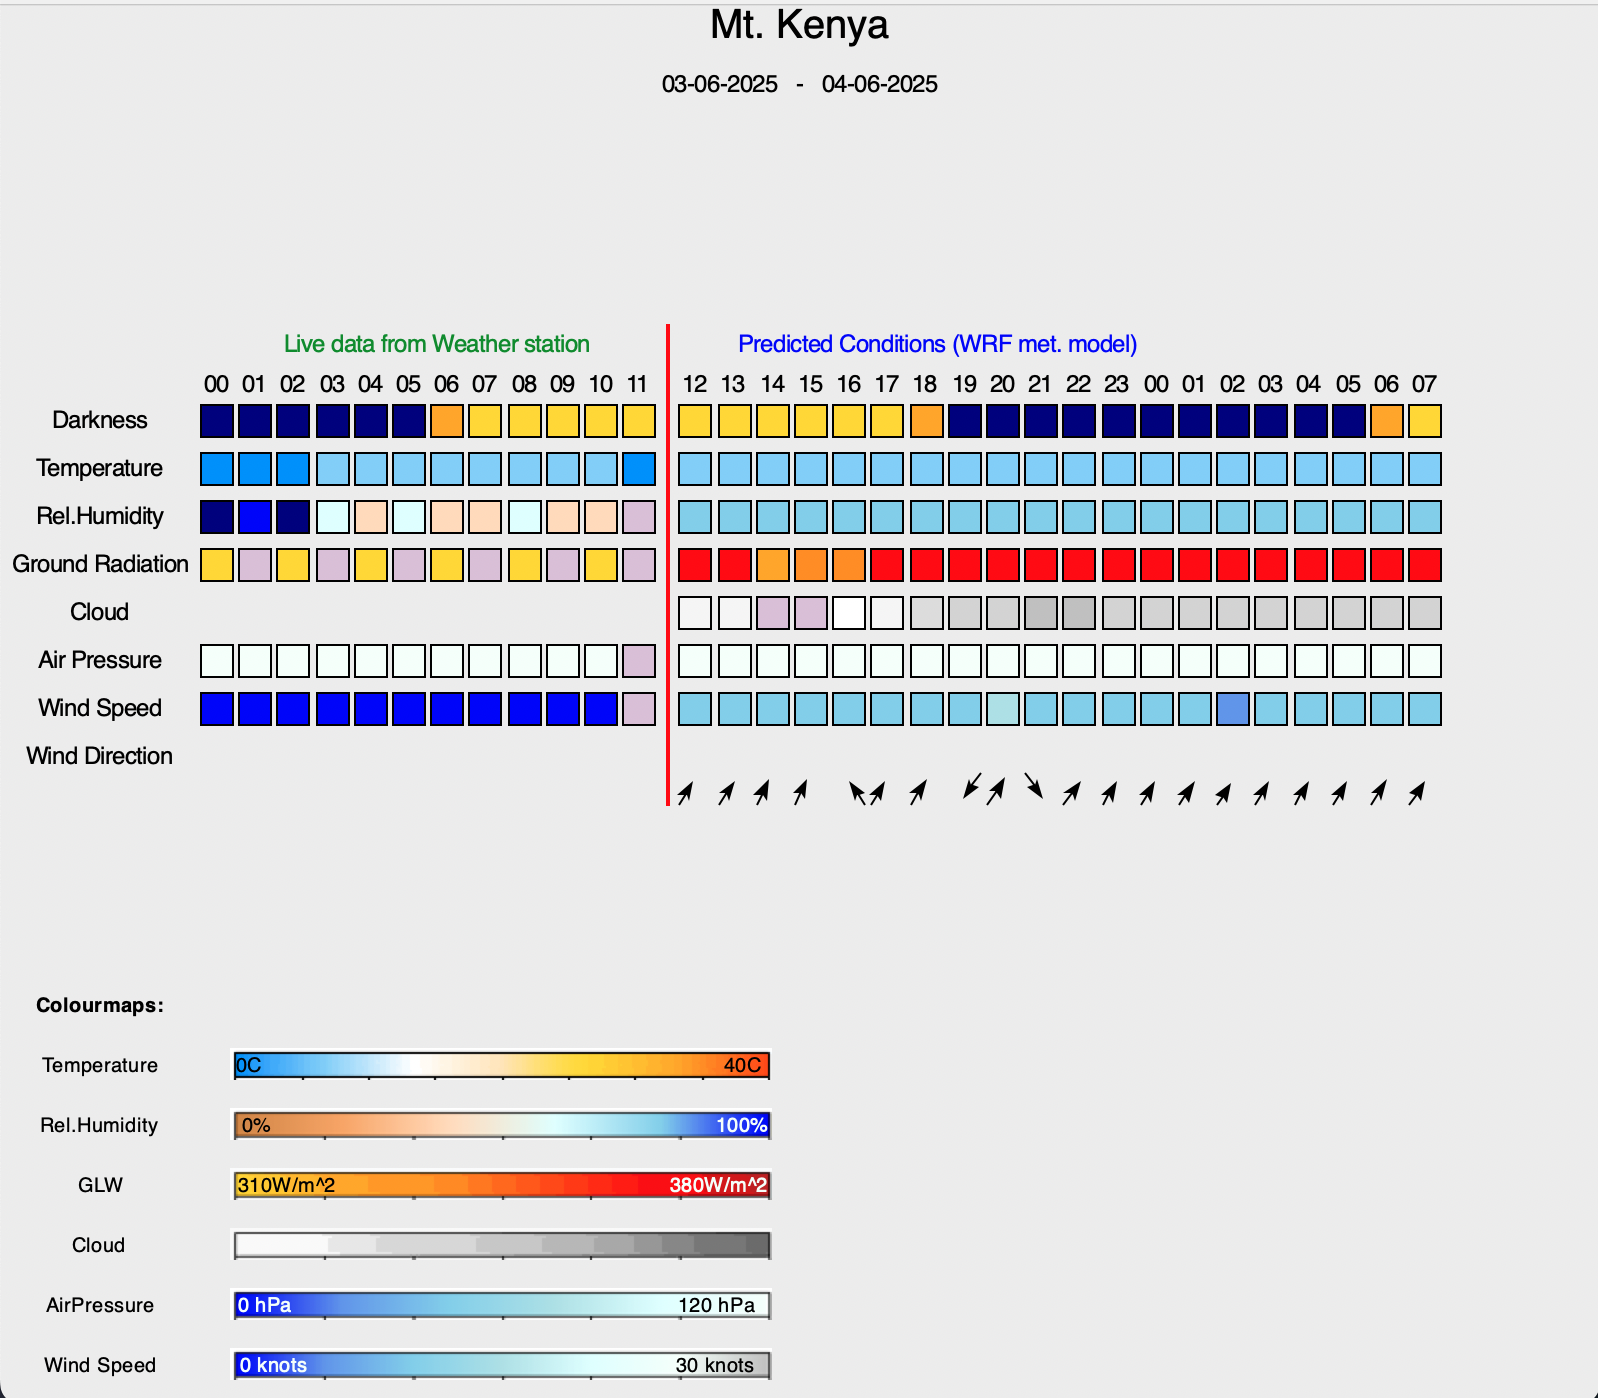 Mt. Kenya
03-06-2025 - 04-06-2025
Live data from Weather station
Predicted Conditions (WRF met. model)
00 01 02 03 04 05 06 07 08 09 10 11 12 13 14 15 16 17 18 19 20 21 22 23 00 01 02 03 04 05 06 07
Darkness
Temperature
Rel.Humidity
Ground Radiation
Cloud
Air Pressure
Wind Speed
Wind Direction
Colourmaps:
Temperature 0C 40C
Rel.Humidity 0% 100%
GLW 310W/m^2 380W/m^2
Cloud
AirPressure 0 hPa 120 hPa
Wind Speed 0 knots 30 knots